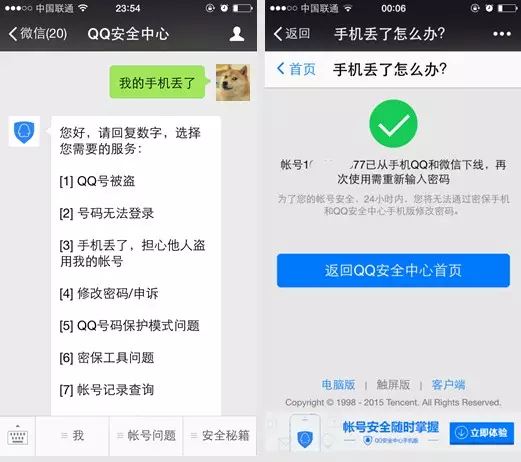 中国联通
23:54
微信(20)
QQ安全中心
我的手机丢了
您好，请回复数字，选择
您需要的服务：
[1] QQ号被盗
[2] 号码无法登录
[3] 手机丢了，担心他人盗
用我的帐号
[4] 修改密码/申诉
[5] QQ号码保护模式问题
[6] 密保工具问题
[7] 帐号记录查询
我
帐号问题
安全秘籍
中国联通
00:06
返回
手机丢了怎么办?
首页
手机丢了怎么办?
帐号1 77已从手机QQ和微信下线，再
次使用需重新输入密码
为了您的帐号安全，24小时内，您将无法通过密保手机
和QQ安全中心手机版修改密码。
返回QQ安全中心首页
电脑版 | 触屏版 | 客户端
Copyright © 1998 - 2015 Tencent. All Rights Reserved.
帐号安全随时掌握
QQ安全中心手机版
立即体验